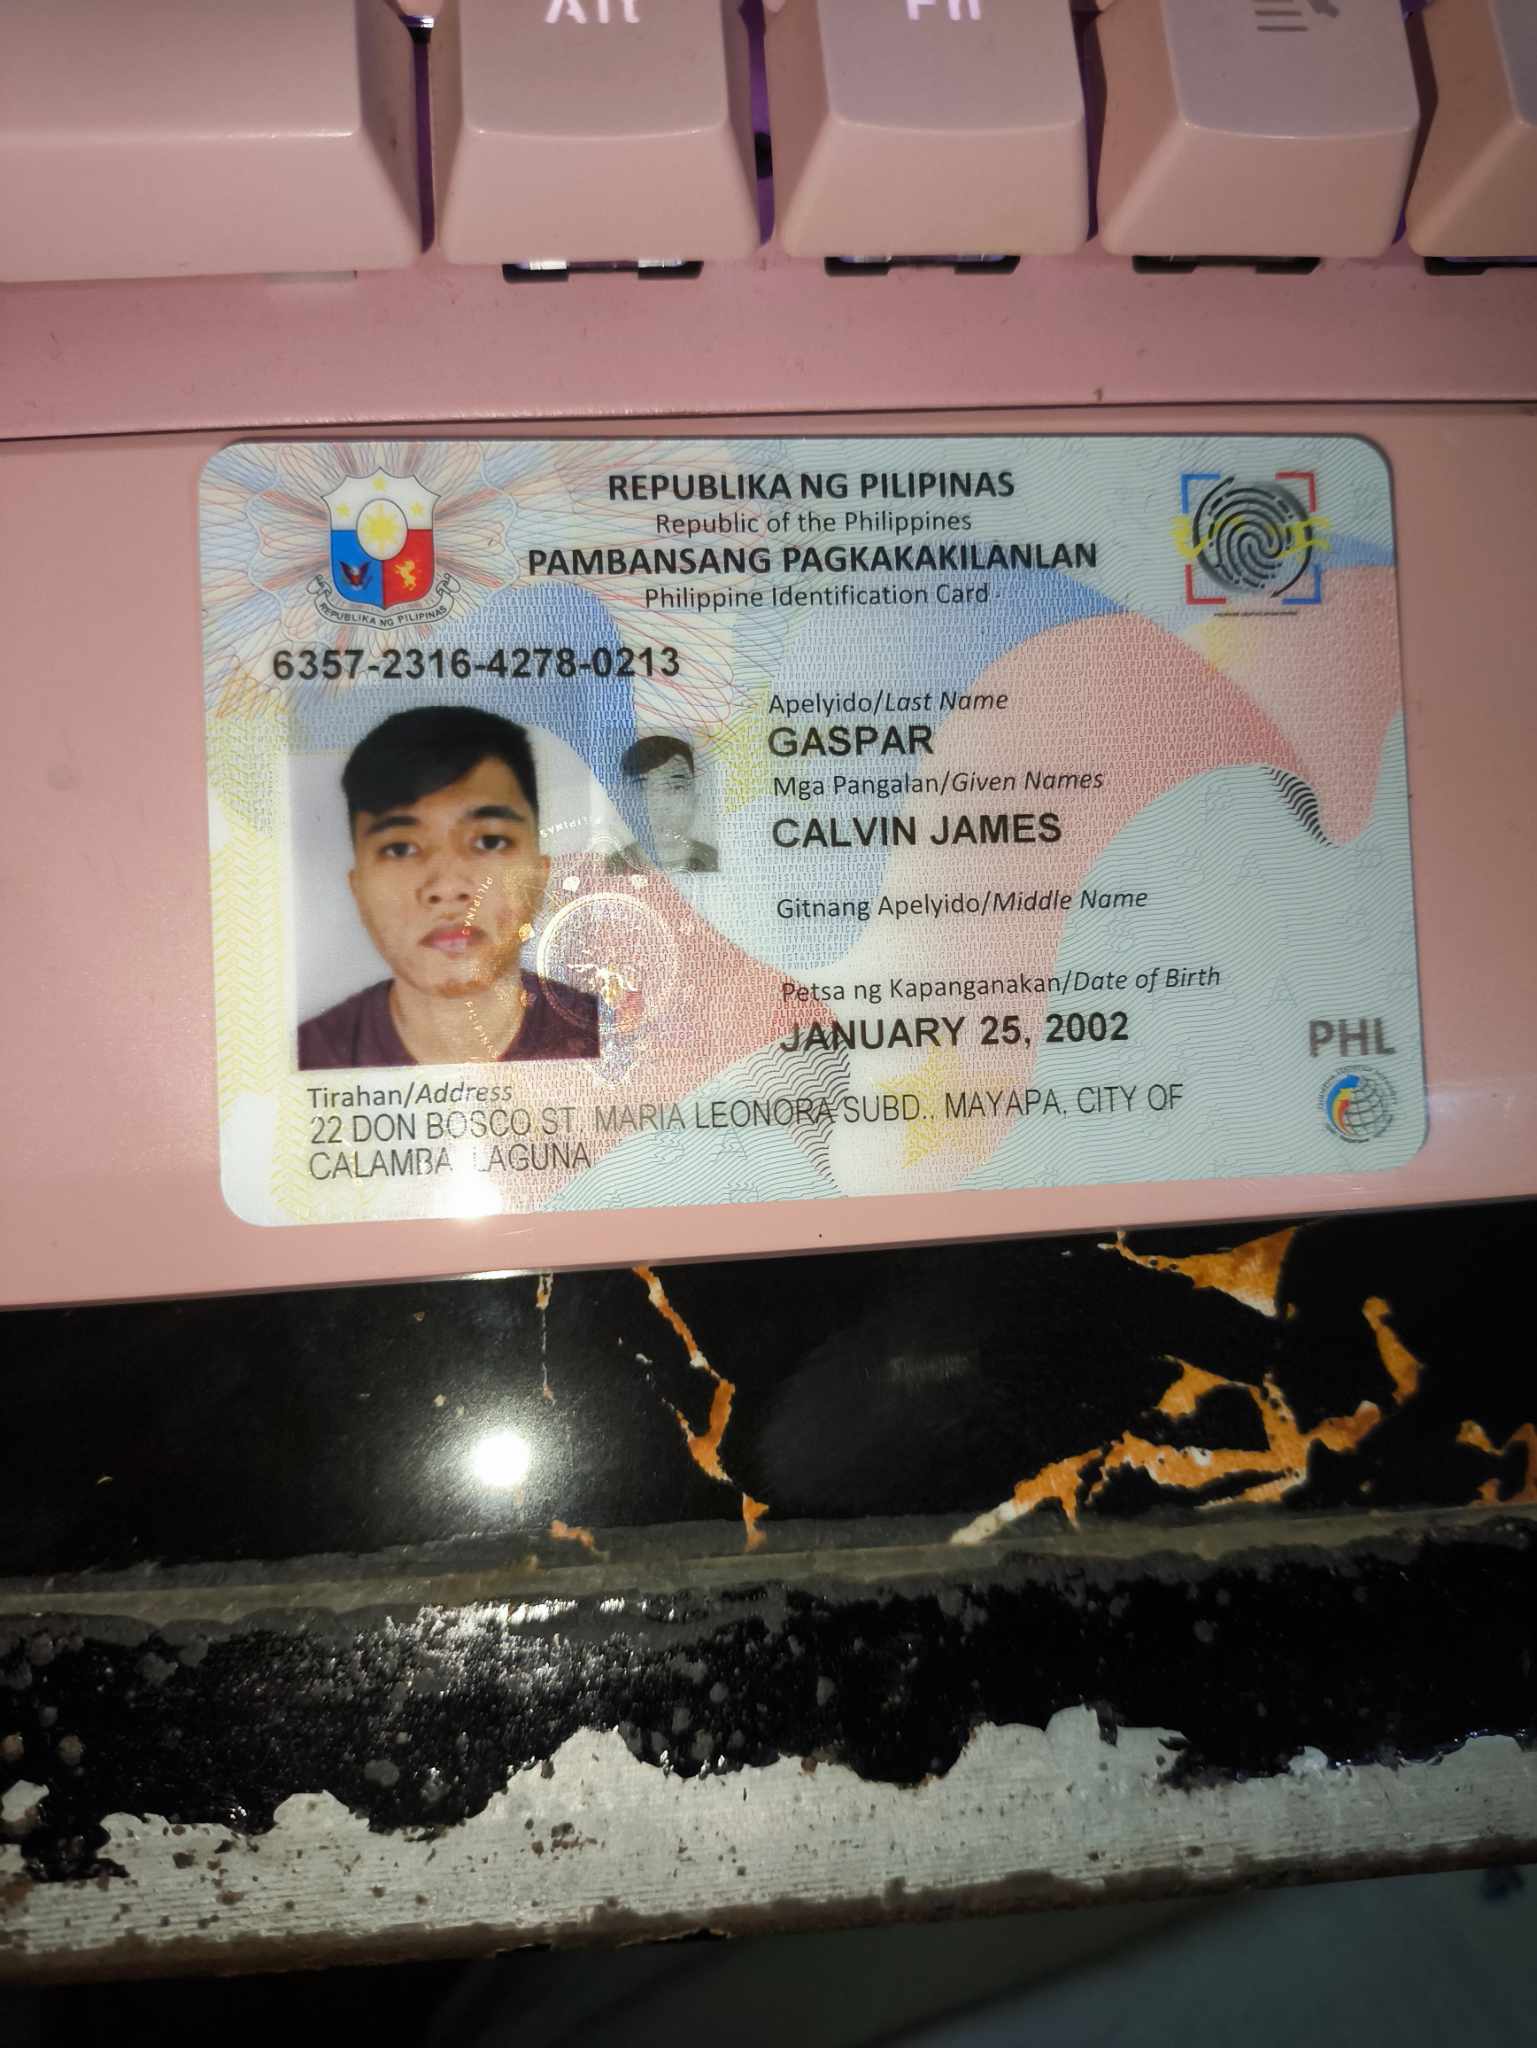 Alt
Fn
REPUBLIKA NG PILIPINAS
Republic of the Philippines
PAMBANSANG PAGKAKAKILANLAN
Philippine Identification Card
REPUBLIKA NG PILIPINAS
6357-2316-4278-0213
Apelyido/Last Name
GASPAR
Mga Pangalan/Given Names
CALVIN JAMES
Gitnang Apelyido/Middle Name
Petsa ng Kapanganakan/Date of Birth
JANUARY 25, 2002
PHL
PILIPINAS
PILIPINAS
Tirahan/Address
22 DON BOSCO ST. MARIA LEONORA SUBD., MAYAPA, CITY OF
CALAMBA LAGUNA